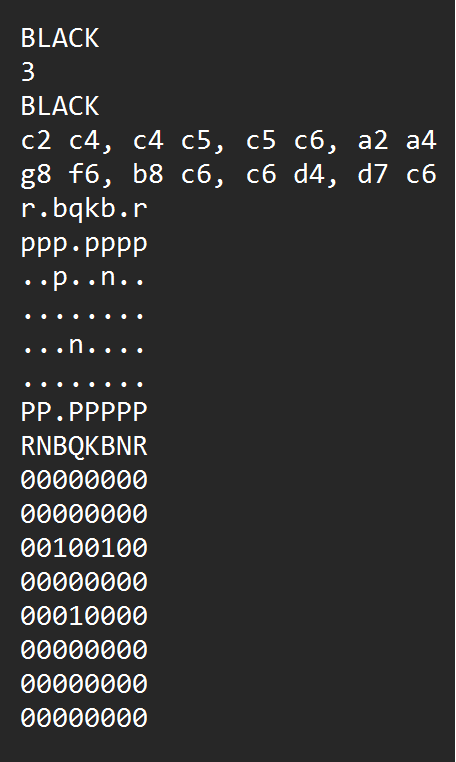 BLACK
3
BLACK
c2 c4, c4 c5, c5 c6, a2 a4
g8 f6, b8 c6, c6 d4, d7 c6
r.bqkb.r
ppp.pppp
..p..n..
........
...n....
........
PP.PPPPP
RNBQKBNR
00000000
00000000
00100100
00000000
00010000
00000000
00000000
00000000